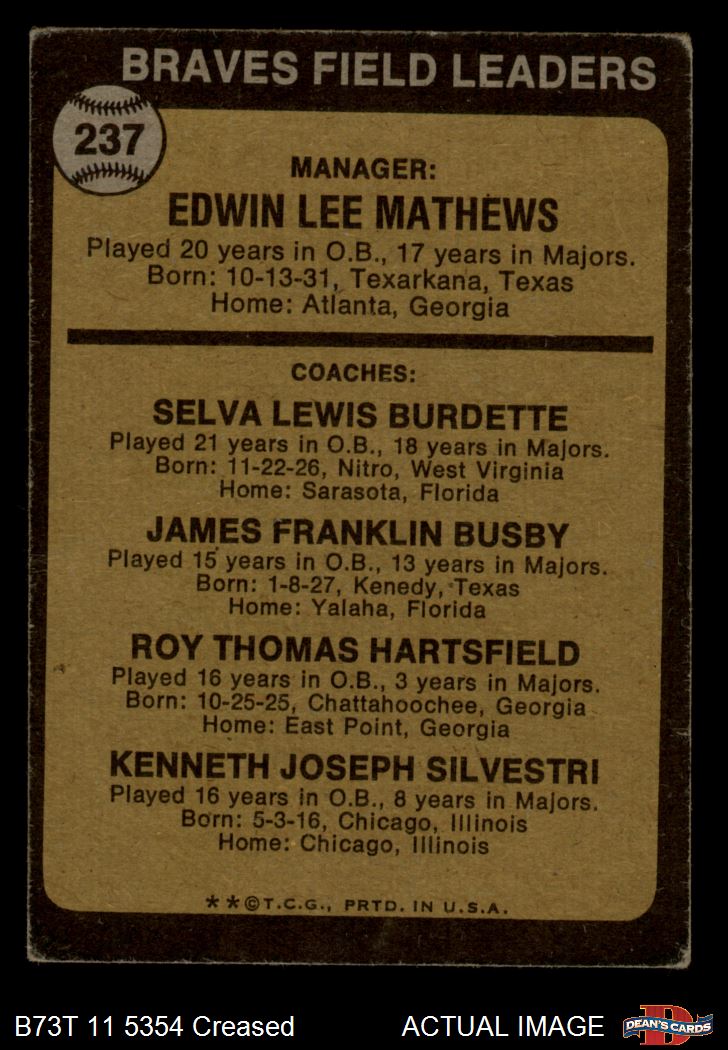 BRAVES FIELD LEADERS
237
MANAGER:
EDWIN LEE MATHEWS
Played 20 years in O.B., 17 years in Majors.
Born: 10-13-31, Texarkana, Texas
Home: Atlanta, Georgia
COACHES:
SELVA LEWIS BURDETTE
Played 21 years in O.B., 18 years in Majors.
Born: 11-22-26, Nitro, West Virginia
Home: Sarasota, Florida
JAMES FRANKLIN BUSBY
Played 15 years in O.B., 13 years in Majors.
Born: 1-8-27, Kenedy, Texas
Home: Yalaha, Florida
ROY THOMAS HARTSFIELD
Played 16 years in O.B., 3 years in Majors.
Born: 10-25-25, Chattahoochee, Georgia
Home: East Point, Georgia
KENNETH JOSEPH SILVESTRI
Played 16 years in O.B., 8 years in Majors.
Born: 5-3-16, Chicago, Illinois
Home: Chicago, Illinois
**©T.C.G., PRTD. IN U.S.A.
B73T 11 5354 Creased ACTUAL IMAGE
D
DEAN'S CARDS